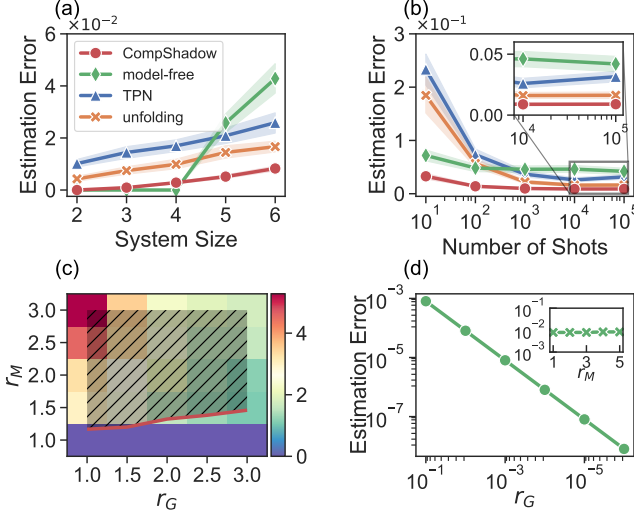 (a)
×10⁻²
Estimation Error
4
2
0
CompShadow
model-free
TPN
unfolding
2 3 4 5 6
System Size
(b)
×10⁻¹
Estimation Error
3
2
1
0
0.05
0.00
10⁴ 10⁵
10¹ 10² 10³ 10⁴ 10⁵
Number of Shots
(c)
r_M
3.0
2.5
2.0
1.5
1.0
1.0 1.5 2.0 2.5 3.0
r_G
4
2
0
(d)
Estimation Error
10⁻³
10⁻⁵
10⁻⁷
10⁻¹
10⁻²
10⁻³
1 3 5
r_M
10⁻¹ 10⁻³ 10⁻⁵
r_G